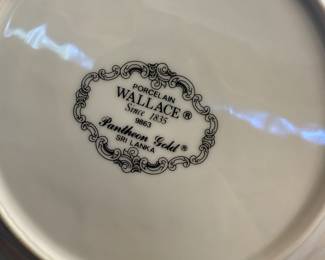 PORCELAIN
WALLACE®
Since 1835
9863
Pantheon Gold®
SRI LANKA